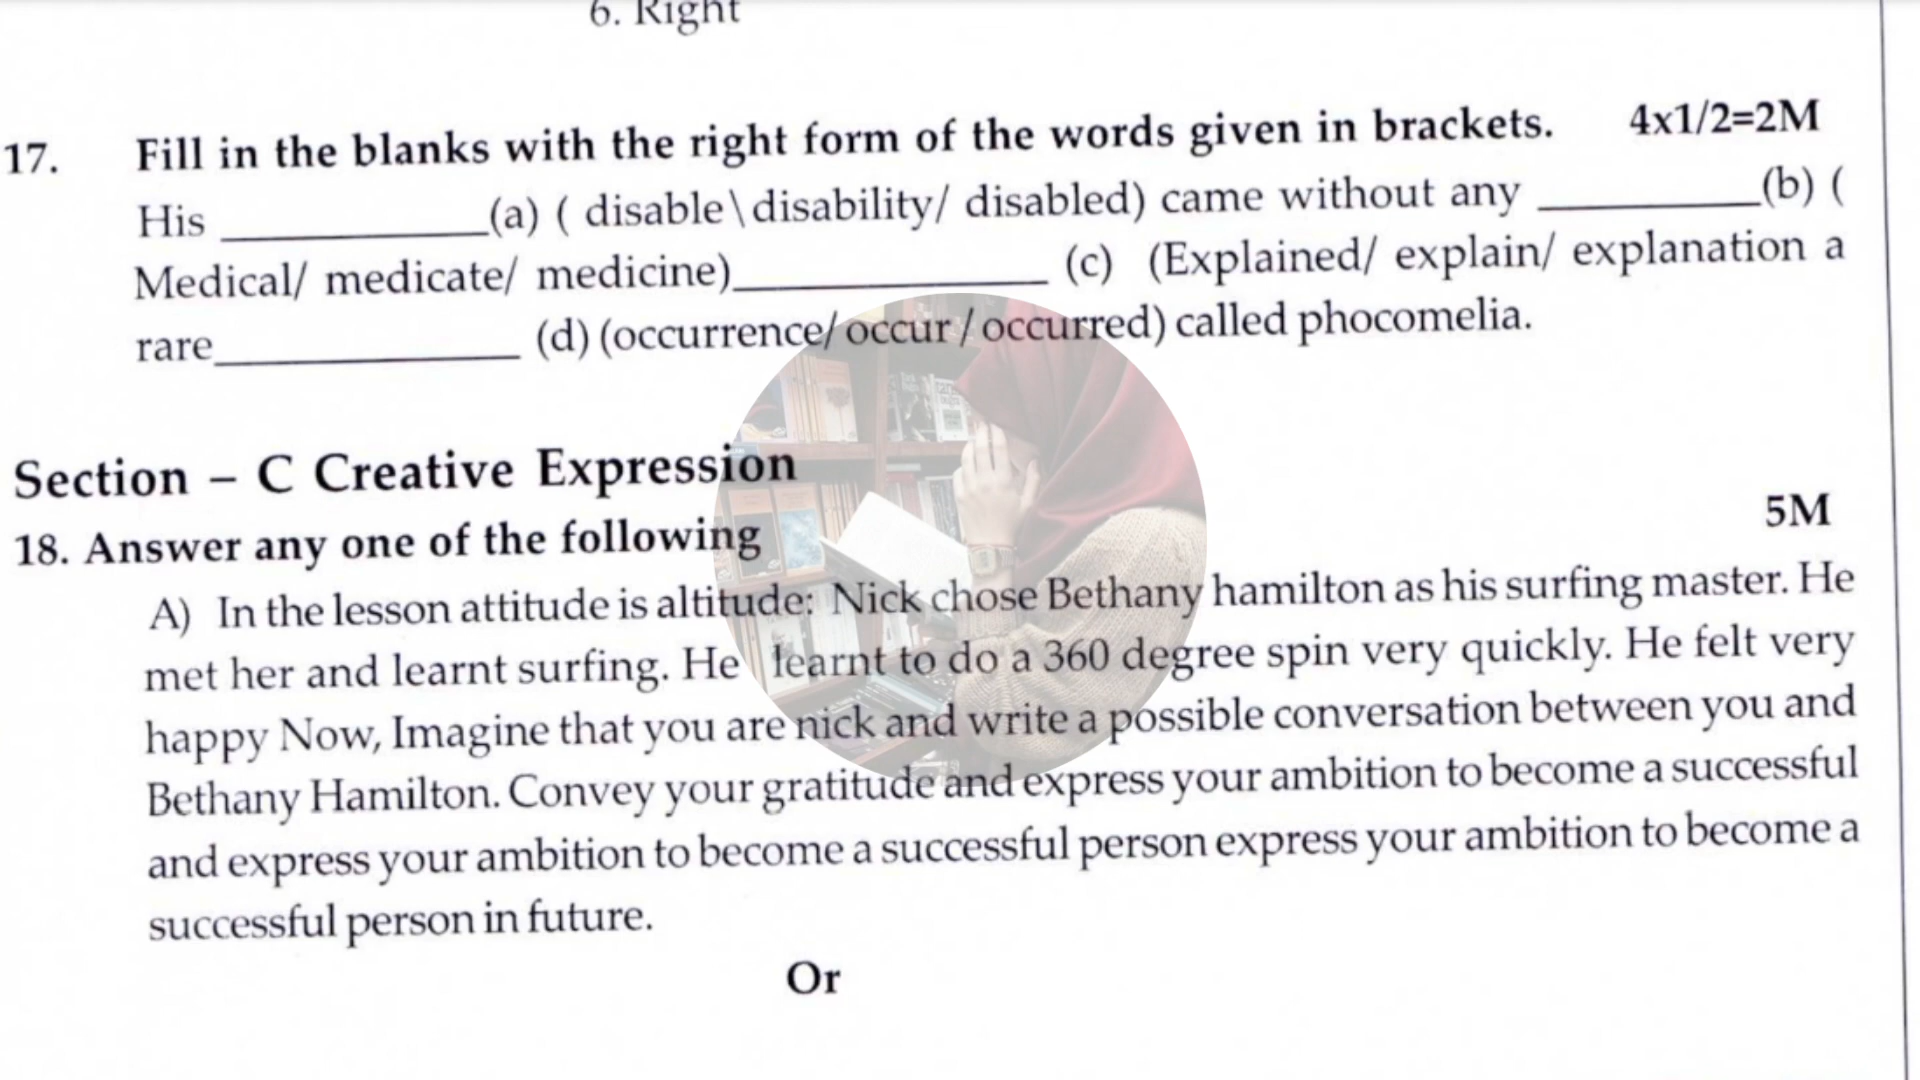 6. Right
17. Fill in the blanks with the right form of the words given in brackets. 4x1/2=2M
His ___________(a) ( disable\disability/ disabled) came without any _________(b) (
Medical/ medicate/ medicine)_____________ (c) (Explained/ explain/ explanation a
rare_____________ (d) (occurrence/ occur / occurred) called phocomelia.
Section – C Creative Expression
18. Answer any one of the following 5M
A) In the lesson attitude is altitude: Nick chose Bethany hamilton as his surfing master. He
met her and learnt surfing. He learnt to do a 360 degree spin very quickly. He felt very
happy Now, Imagine that you are nick and write a possible conversation between you and
Bethany Hamilton. Convey your gratitude and express your ambition to become a successful
and express your ambition to become a successful person express your ambition to become a
successful person in future.
Or